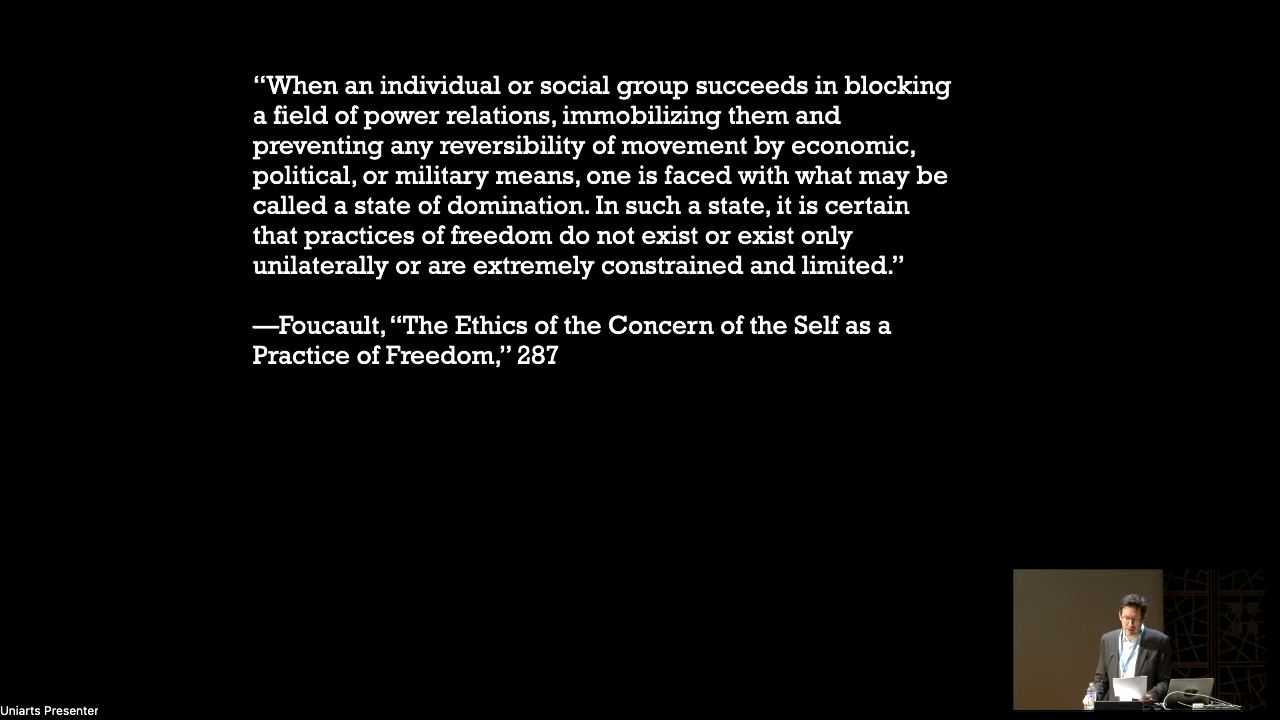 “When an individual or social group succeeds in blocking
a field of power relations, immobilizing them and
preventing any reversibility of movement by economic,
political, or military means, one is faced with what may be
called a state of domination. In such a state, it is certain
that practices of freedom do not exist or exist only
unilaterally or are extremely constrained and limited.”
—Foucault, “The Ethics of the Concern of the Self as a
Practice of Freedom,” 287
Uniarts Presenter